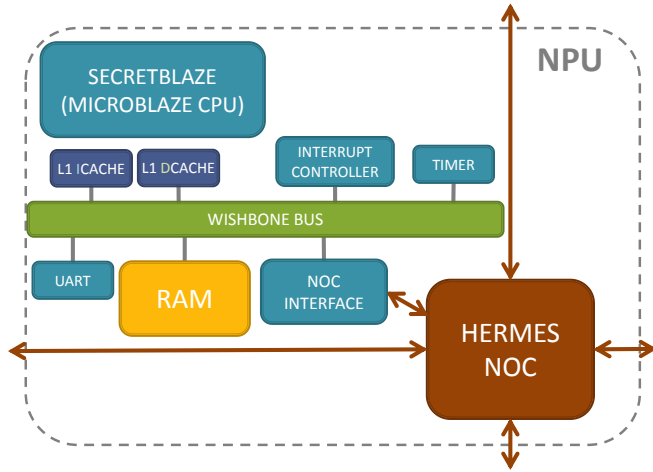 NPU
SECRETBLAZE
(MICROBLAZE CPU)
L1 ICACHE
L1 DCACHE
INTERRUPT
CONTROLLER
TIMER
WISHBONE BUS
UART
RAM
NOC
INTERFACE
HERMES
NOC